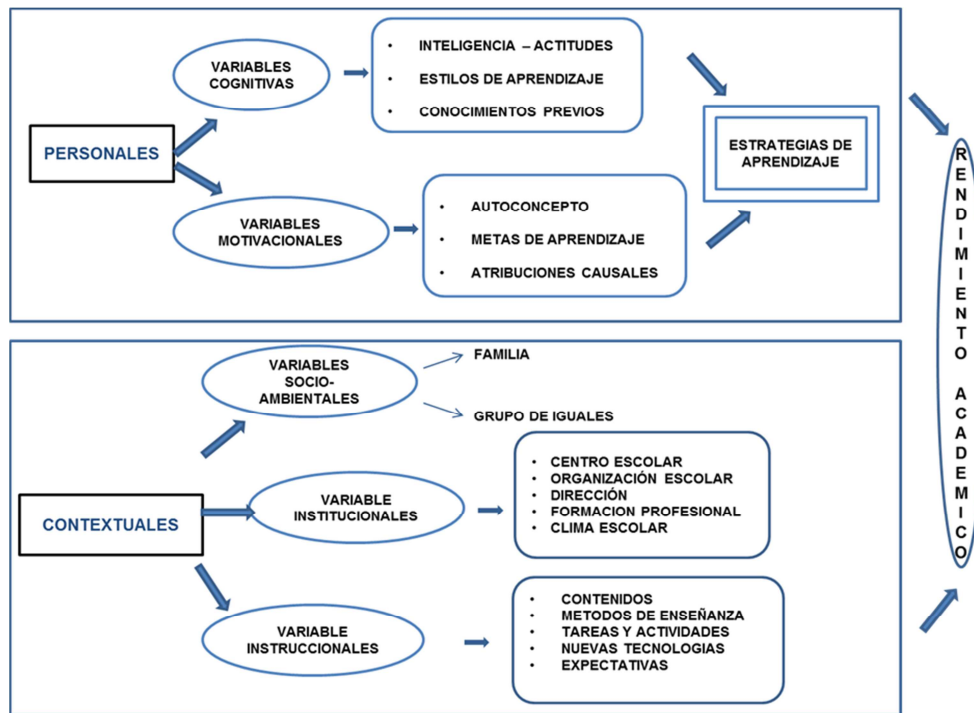 VARIABLES
COGNITIVAS
• INTELIGENCIA – ACTITUDES
• ESTILOS DE APRENDIZAJE
• CONOCIMIENTOS PREVIOS
PERSONALES
ESTRATEGIAS DE
APRENDIZAJE
VARIABLES
MOTIVACIONALES
• AUTOCONCEPTO
• METAS DE APRENDIZAJE
• ATRIBUCIONES CAUSALES
VARIABLES
SOCIO-
AMBIENTALES
FAMILIA
GRUPO DE IGUALES
CONTEXTUALES
VARIABLE
INSTITUCIONALES
• CENTRO ESCOLAR
• ORGANIZACIÓN ESCOLAR
• DIRECCIÓN
• FORMACION PROFESIONAL
• CLIMA ESCOLAR
VARIABLE
INSTRUCCIONALES
• CONTENIDOS
• METODOS DE ENSEÑANZA
• TAREAS Y ACTIVIDADES
• NUEVAS TECNOLOGIAS
• EXPECTATIVAS
RENDIMIENTO ACADEMICO